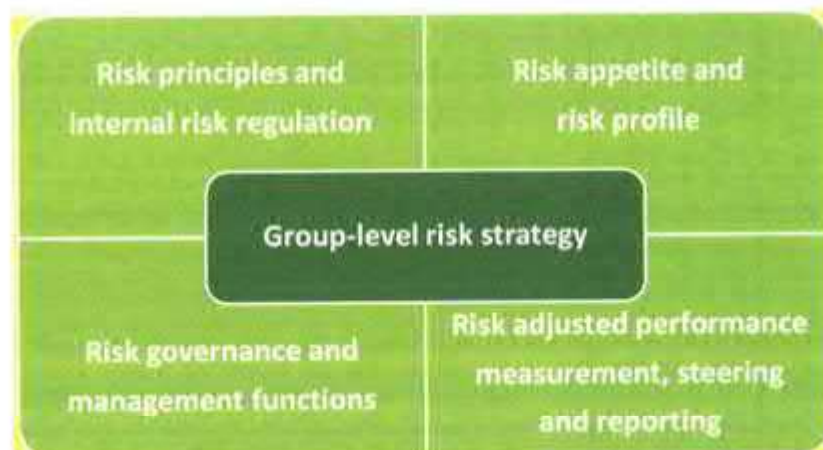 Risk principles and
internal risk regulation
Risk appetite and
risk profile
Group-level risk strategy
Risk governance and
management functions
Risk adjusted performance
measurement, steering
and reporting